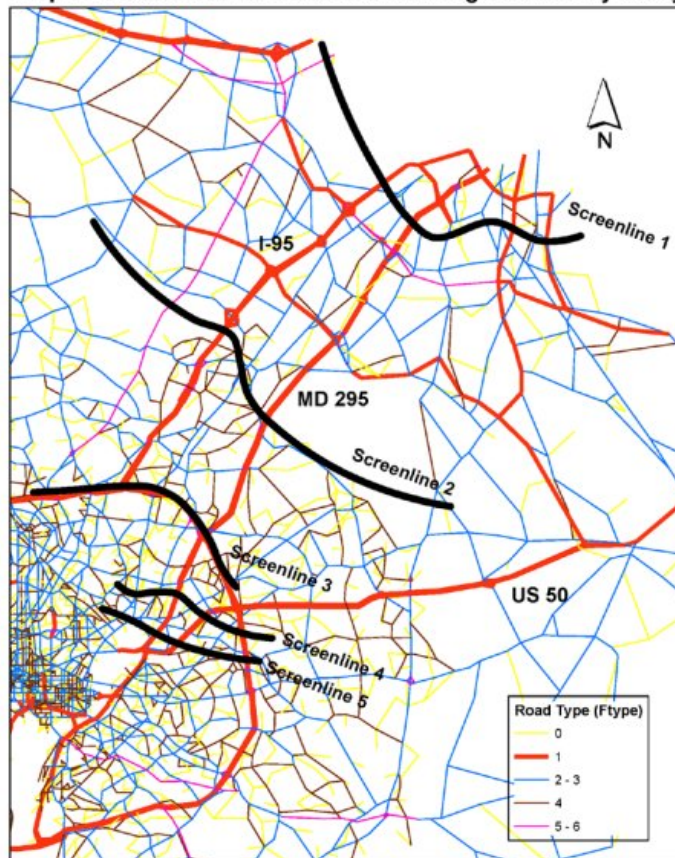 N
Screenline 1
I-95
MD 295
Screenline 2
Screenline 3
US 50
Screenline 4
Screenline 5
Road Type (Ftype)
0
1
2 - 3
4
5 - 6